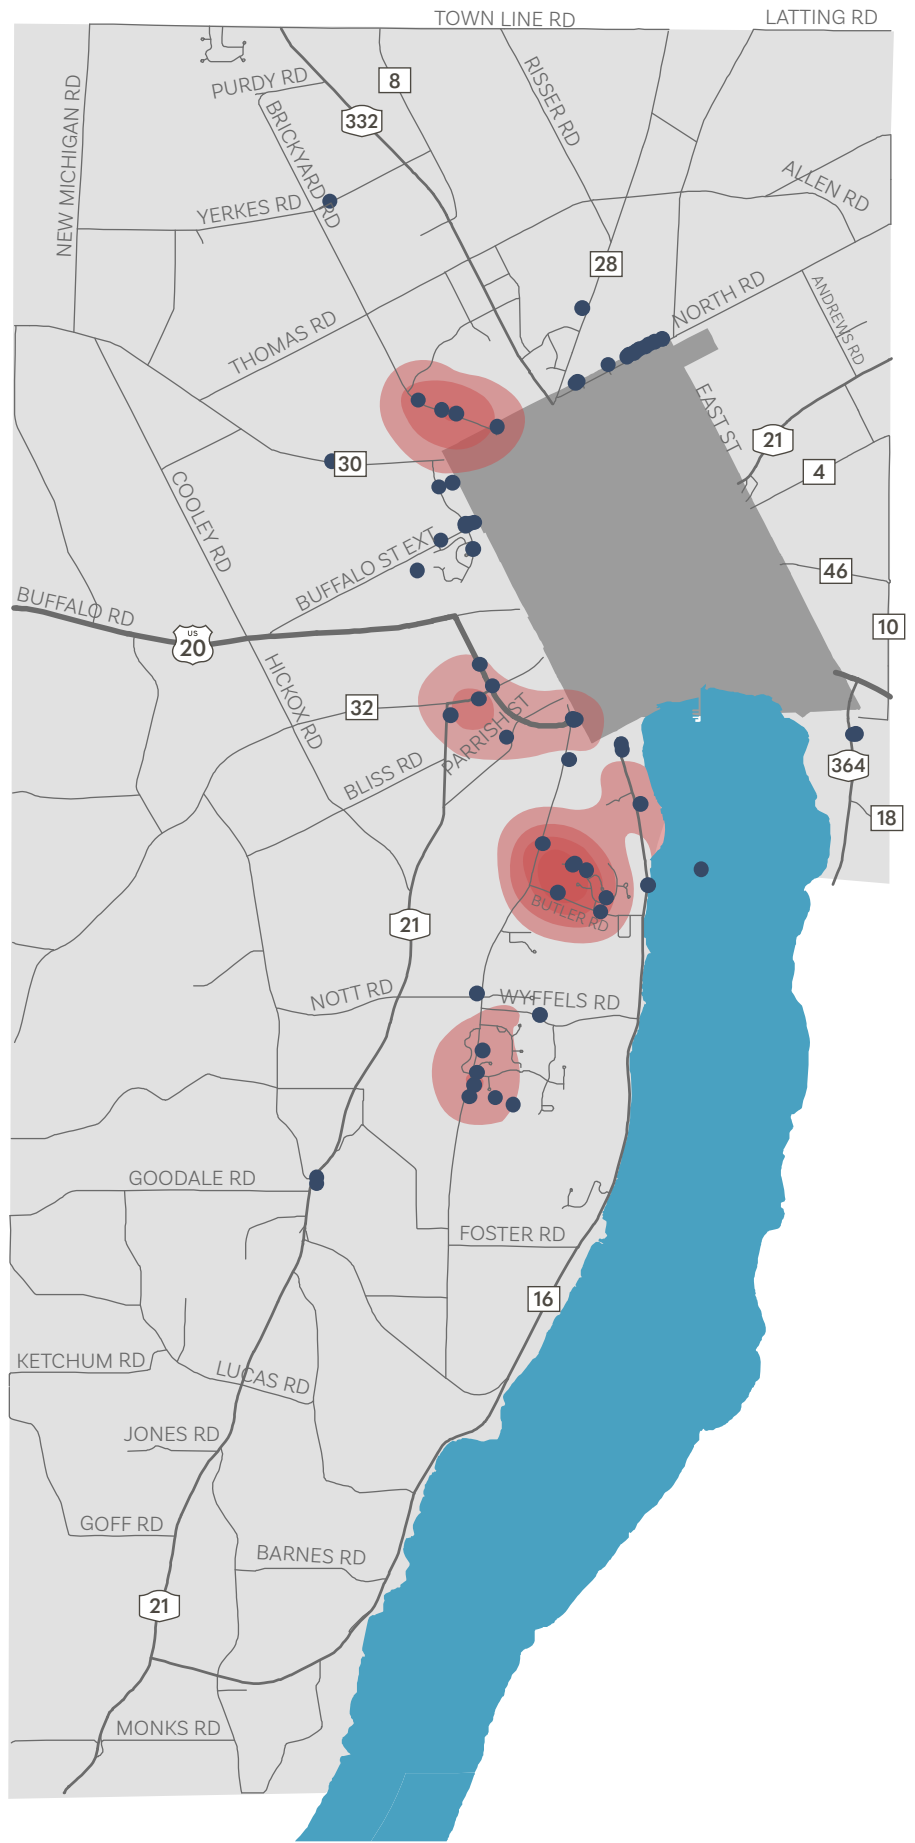 TOWN LINE RD
LATTING RD
8
PURDY RD
332
RISSER RD
NEW MICHIGAN RD
BRICKYARD RD
ALLEN RD
YERKES RD
28
NORTH RD
ANDREWS RD
THOMAS RD
EAST ST
21
30
4
COOLEY RD
BUFFALO ST EXT
46
BUFFALO RD
US
20
10
HICKOX RD
32
PARRISH ST
BLISS RD
364
18
21
BUTLER RD
NOTT RD
WYFFELS RD
GOODALE RD
FOSTER RD
16
KETCHUM RD
LUCAS RD
JONES RD
GOFF RD
BARNES RD
21
MONKS RD